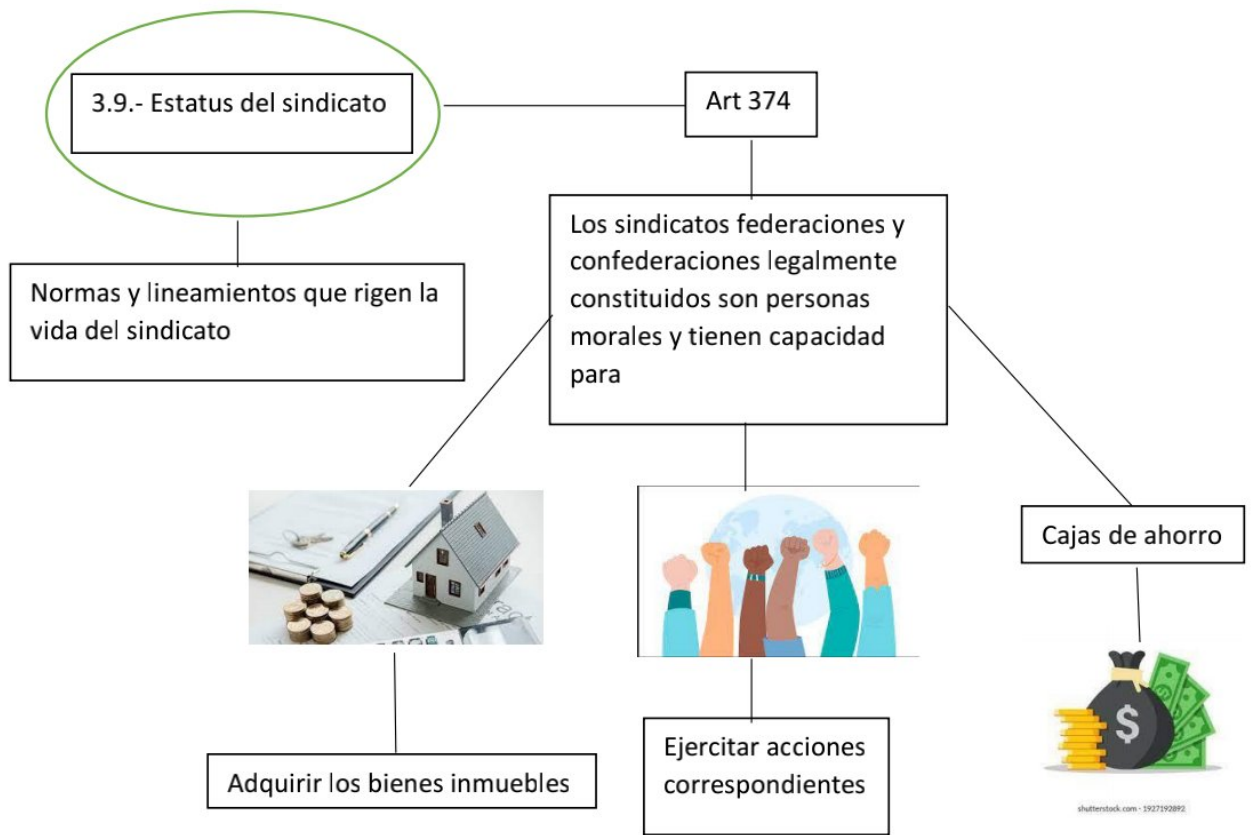 3.9.- Estatus del sindicato
Art 374
Normas y lineamientos que rigen la
vida del sindicato
Los sindicatos federaciones y
confederaciones legalmente
constituidos son personas
morales y tienen capacidad
para
Cajas de ahorro
$
Adquirir los bienes inmuebles
Ejercitar acciones
correspondientes
shutterstock.com · 1927192892